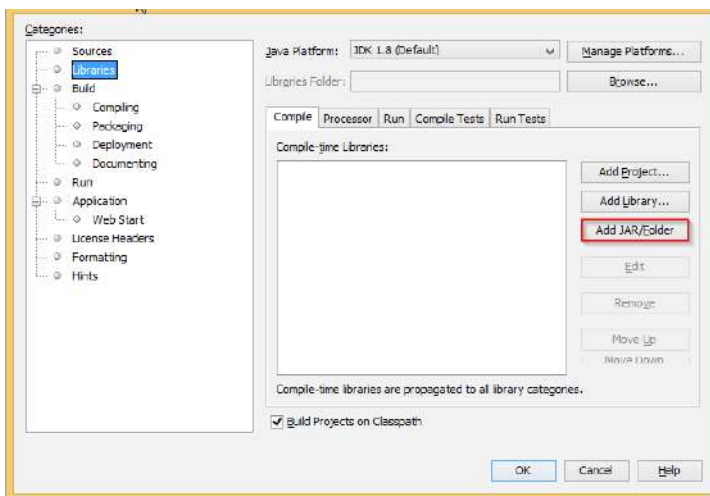 Categories:
Sources
Libraries
Build
Compiling
Packaging
Deployment
Documenting
Run
Application
Web Start
License Headers
Formatting
Hints
Java Platform: JDK 1.8 (Default) Manage Platforms...
Libraries Folder: Browse...
Compile Processor Run Compile Tests Run Tests
Compile-time Libraries:
Add Project...
Add Library...
Add JAR/Folder
Edit
Remove
Move Up
Move Down
Compile-time libraries are propagated to all library categories.
Build Projects on Classpath
OK Cancel Help